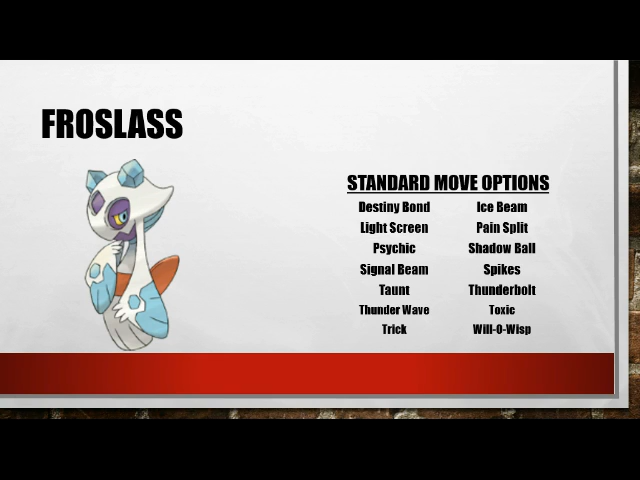 FROSLASS
STANDARD MOVE OPTIONS
Destiny Bond Ice Beam
Light Screen Pain Split
Psychic Shadow Ball
Signal Beam Spikes
Taunt Thunderbolt
Thunder Wave Toxic
Trick Will-O-Wisp